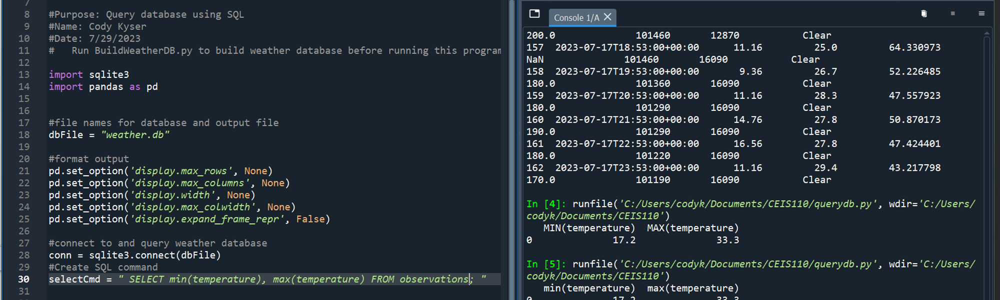 7
8 #Purpose: Query database using SQL
9 #Name: Cody Kyser
10 #Date: 7/29/2023
11 #   Run BuildWeatherDB.py to build weather database before running this program
12
13 import sqlite3
14 import pandas as pd
15
16
17 #file names for database and output file
18 dbFile = "weather.db"
19
20 #format output
21 pd.set_option('display.max_rows', None)
22 pd.set_option('display.max_columns', None)
23 pd.set_option('display.width', None)
24 pd.set_option('display.max_colwidth', None)
25 pd.set_option('display.expand_frame_repr', False)
26
27 #connect to and query weather database
28 conn = sqlite3.connect(dbFile)
29 #Create SQL command
30 selectCmd = " SELECT min(temperature), max(temperature) FROM observations; "
31
Console 1/A
200.0 101460 12870 Clear
157 2023-07-17T18:53:00+00:00 11.16 25.0 64.330973
NaN 101460 16090 Clear
158 2023-07-17T19:53:00+00:00 9.36 26.7 52.226485
180.0 101360 16090 Clear
159 2023-07-17T20:53:00+00:00 11.16 28.3 47.557923
180.0 101290 16090 Clear
160 2023-07-17T21:53:00+00:00 14.76 27.8 50.870173
190.0 101290 16090 Clear
161 2023-07-17T22:53:00+00:00 16.56 27.8 47.424401
180.0 101220 16090 Clear
162 2023-07-17T23:53:00+00:00 11.16 29.4 43.217798
170.0 101190 16090 Clear
In [4]: runfile('C:/Users/codyk/Documents/CEIS110/querydb.py', wdir='C:/Users/
codyk/Documents/CEIS110')
MIN(temperature) MAX(temperature)
0 17.2 33.3
In [5]: runfile('C:/Users/codyk/Documents/CEIS110/querydb.py', wdir='C:/Users/
codyk/Documents/CEIS110')
min(temperature) max(temperature)
0 17.2 33.3